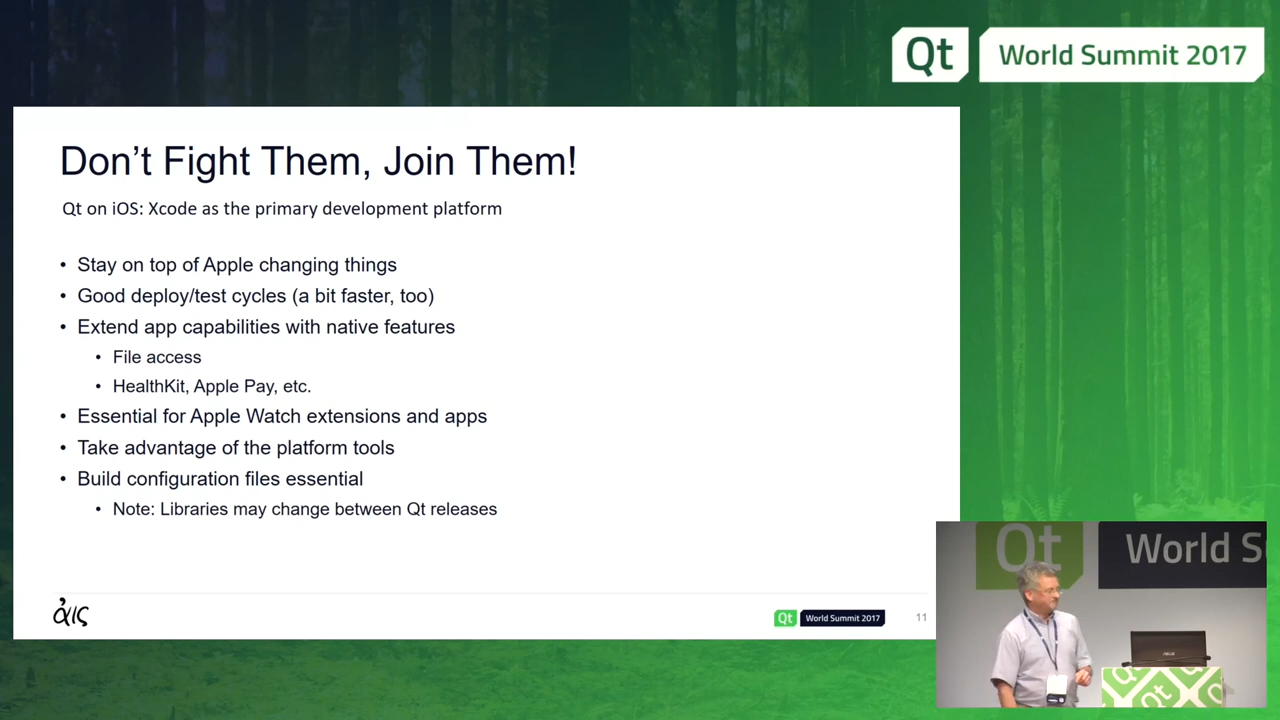 Qt World Summit 2017
Don't Fight Them, Join Them!
Qt on iOS: Xcode as the primary development platform
• Stay on top of Apple changing things
• Good deploy/test cycles (a bit faster, too)
• Extend app capabilities with native features
• File access
• HealthKit, Apple Pay, etc.
• Essential for Apple Watch extensions and apps
• Take advantage of the platform tools
• Build configuration files essential
• Note: Libraries may change between Qt releases
ἀις
Qt World Summit 2017
11
Qt World S
ASUS
Qt